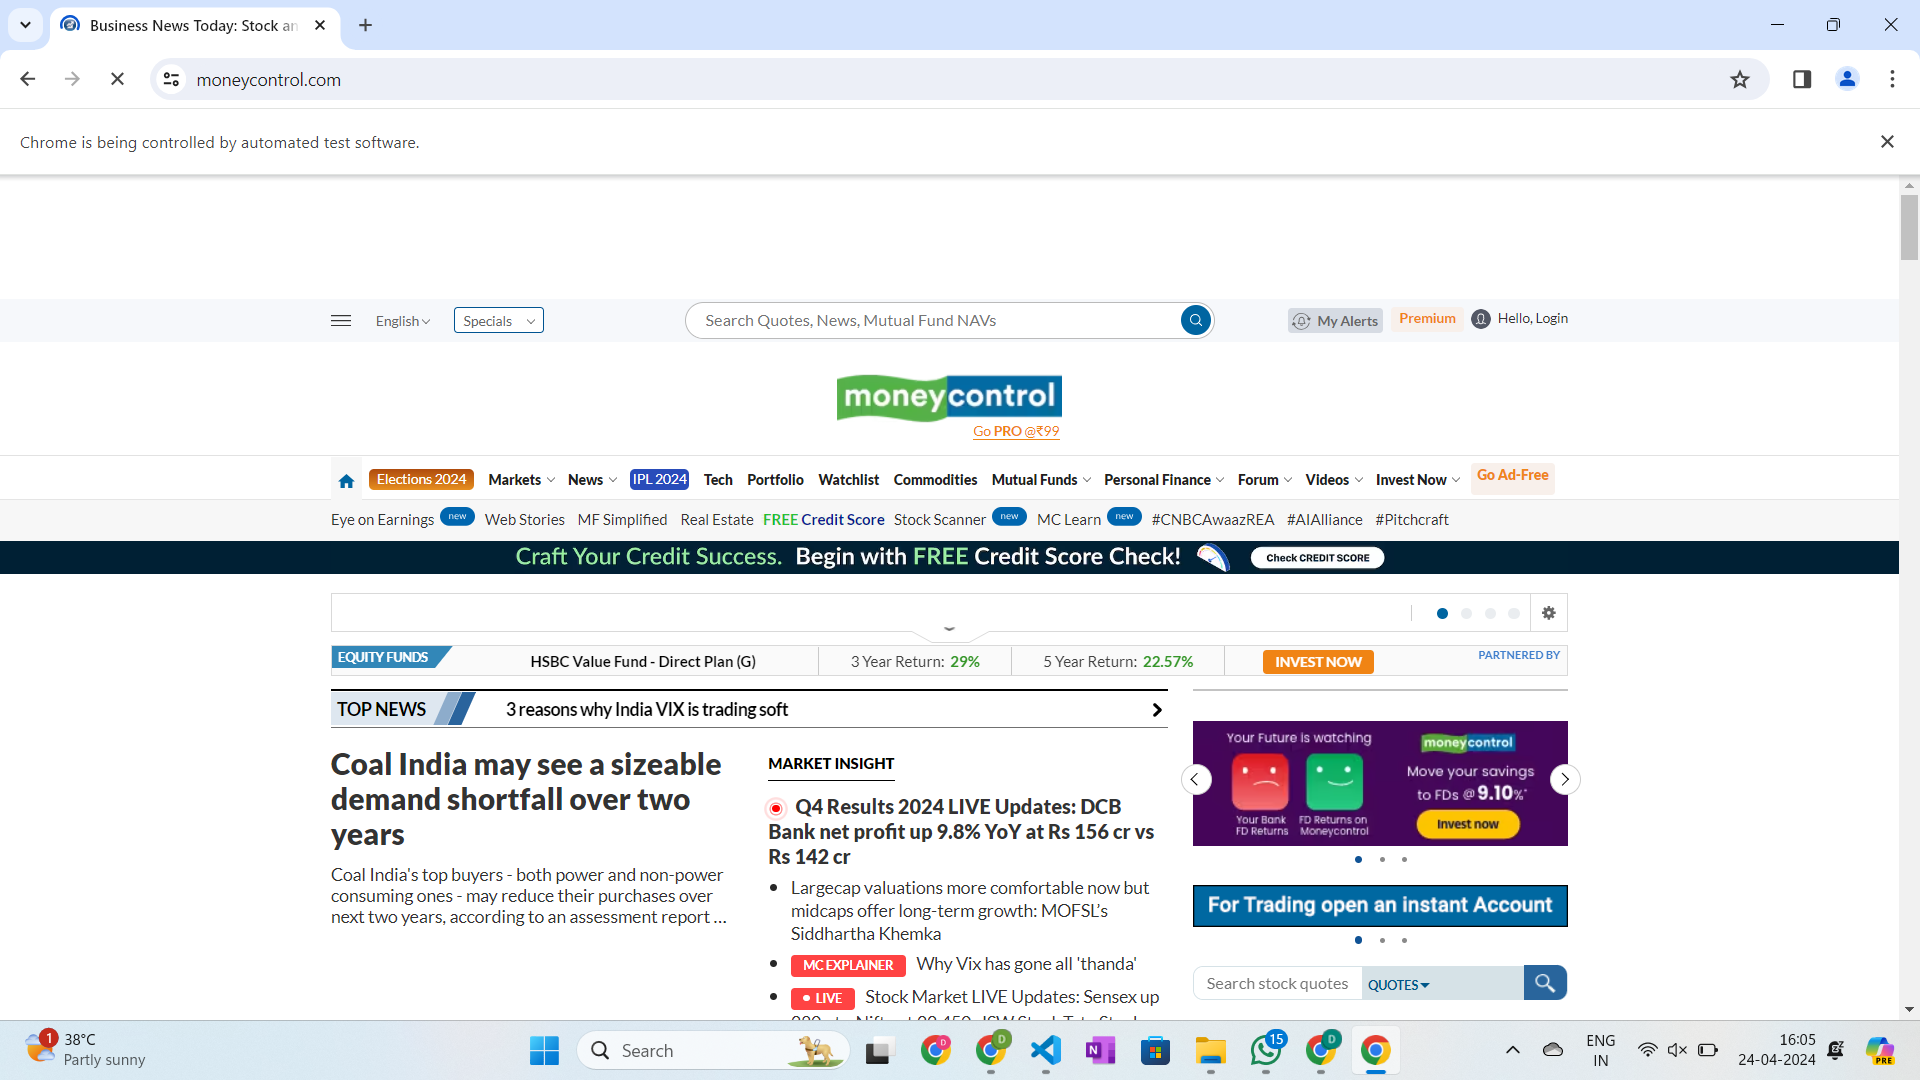 Business News Today: Stock an
moneycontrol.com
Chrome is being controlled by automated test software.
English
Specials
Search Quotes, News, Mutual Fund NAVs
My Alerts
Premium
Hello, Login
moneycontrol
Go PRO @₹99
Elections 2024 Markets News IPL 2024 Tech Portfolio Watchlist Commodities Mutual Funds Personal Finance Forum Videos Invest Now Go Ad-Free
Eye on Earnings new Web Stories MF Simplified Real Estate FREE Credit Score Stock Scanner new MC Learn new #CNBCAwaazREA #AIAlliance #Pitchcraft
Craft Your Credit Success. Begin with FREE Credit Score Check! Check CREDIT SCORE
EQUITY FUNDS HSBC Value Fund - Direct Plan (G) 3 Year Return: 29% 5 Year Return: 22.57% INVEST NOW PARTNERED BY
TOP NEWS 3 reasons why India VIX is trading soft
Coal India may see a sizeable
demand shortfall over two
years
Coal India's top buyers - both power and non-power
consuming ones - may reduce their purchases over
next two years, according to an assessment report ...
MARKET INSIGHT
Q4 Results 2024 LIVE Updates: DCB
Bank net profit up 9.8% YoY at Rs 156 cr vs
Rs 142 cr
Largecap valuations more comfortable now but
midcaps offer long-term growth: MOFSL's
Siddhartha Khemka
MC EXPLAINER Why Vix has gone all 'thanda'
LIVE Stock Market LIVE Updates: Sensex up
Your Future is watching
Your Bank
FD Returns
FD Returns on
Moneycontrol
moneycontrol
Move your savings
to FDs @ 9.10%*
Invest now
For Trading open an instant Account
Search stock quotes QUOTES
1
38°C
Partly sunny
Search
D
D
15
D
PRE
ENG
IN
16:05
24-04-2024